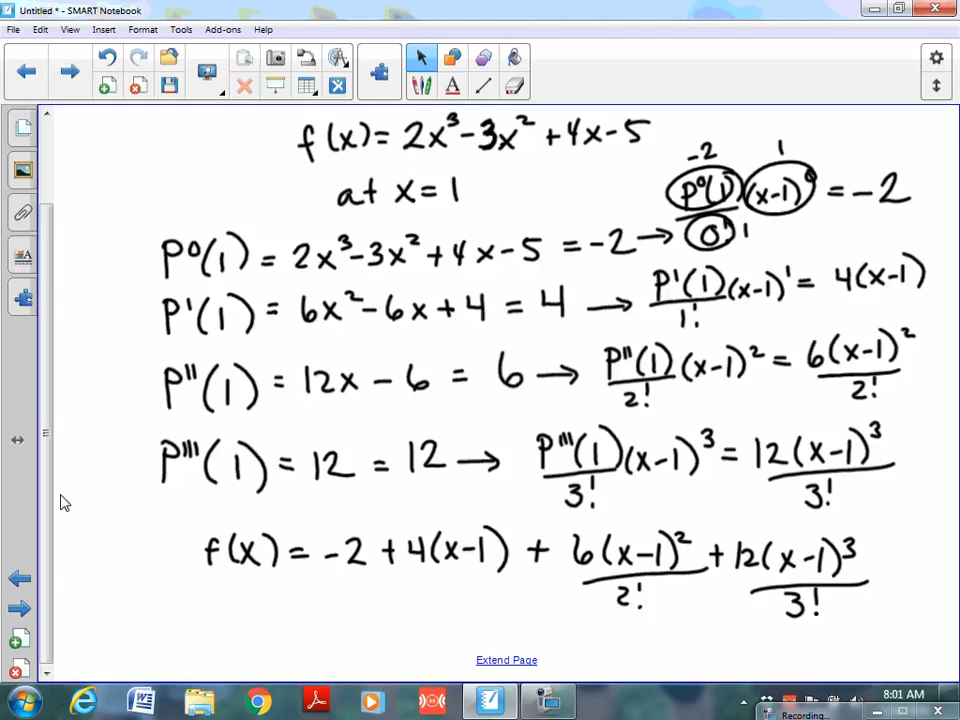 Untitled * - SMART Notebook
File Edit View Insert Format Tools Add-ons Help
f(x) = 2x³-3x²+4x-5
at x=1
-2 1
P⁰(1) (x-1)⁰ = -2
0! 1
P⁰(1) = 2x³-3x²+4x-5 = -2 →
P'(1) = 6x²-6x+4 = 4 → P'(1)/1! (x-1)' = 4(x-1)
P''(1) = 12x - 6 = 6 → P''(1)/2! (x-1)² = 6(x-1)²/2!
P'''(1) = 12 = 12 → P'''(1)/3! (x-1)³ = 12(x-1)³/3!
f(x) = -2 + 4(x-1) + 6(x-1)²/2! + 12(x-1)³/3!
Extend Page
8:01 AM
Recording...